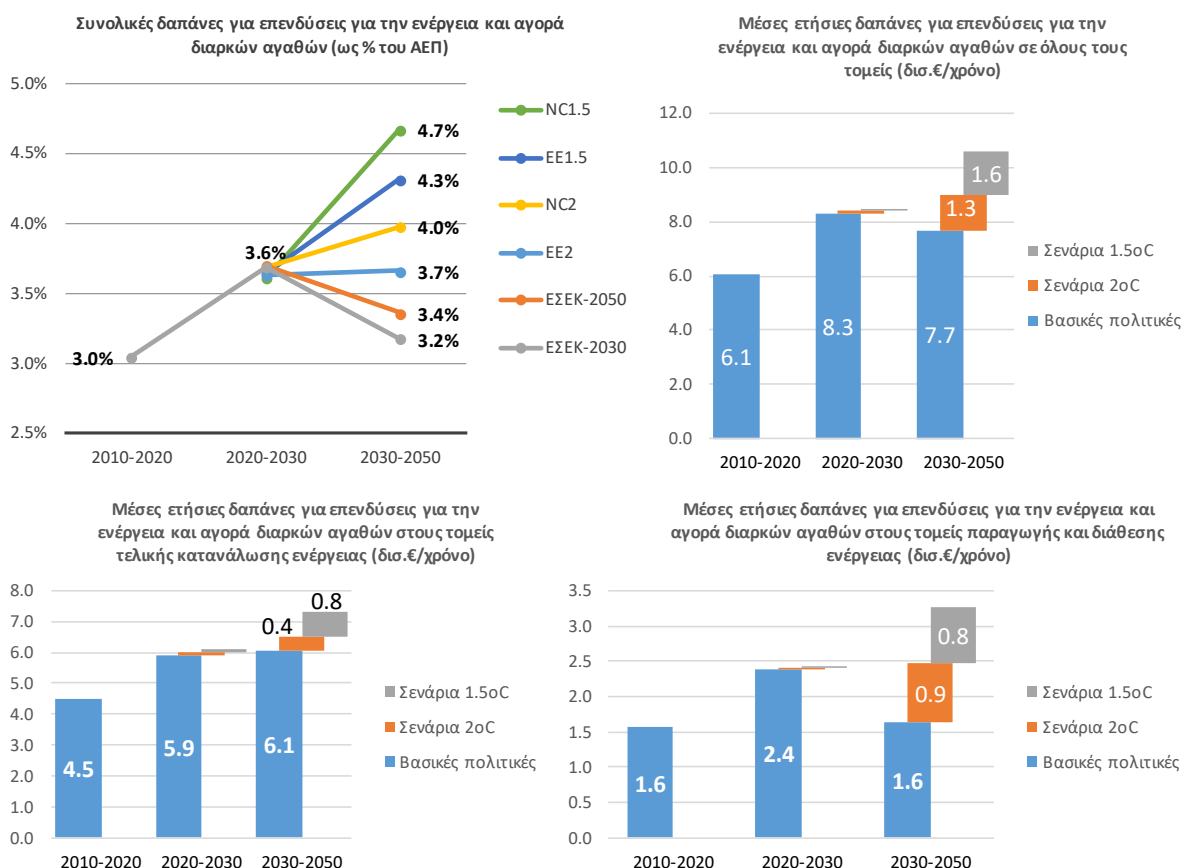 Συνολικές δαπάνες για επενδύσεις για την ενέργεια και αγορά
διαρκών αγαθών (ως % του ΑΕΠ)
5.0%
4.5%
4.0%
3.5%
3.0%
2.5%
4.7%
4.3%
4.0%
3.7%
3.4%
3.2%
3.6%
3.0%
NC1.5
EE1.5
NC2
EE2
ΕΣΕΚ-2050
ΕΣΕΚ-2030
2010-2020 2020-2030 2030-2050
Μέσες ετήσιες δαπάνες για επενδύσεις για την
ενέργεια και αγορά διαρκών αγαθών σε όλους τους
τομείς (δισ.€/χρόνο)
12.0
10.0
8.0
6.0
4.0
2.0
0.0
1.6
1.3
6.1
8.3
7.7
Σενάρια 1.5oC
Σενάρια 2oC
Βασικές πολιτικές
2010-2020 2020-2030 2030-2050
Μέσες ετήσιες δαπάνες για επενδύσεις για την
ενέργεια και αγορά διαρκών αγαθών στους τομείς
τελικής κατανάλωσης ενέργειας (δισ.€/χρόνο)
8.0
7.0
6.0
5.0
4.0
3.0
2.0
1.0
0.0
0.8
0.4
4.5
5.9
6.1
Σενάρια 1.5oC
Σενάρια 2oC
Βασικές πολιτικές
2010-2020 2020-2030 2030-2050
Μέσες ετήσιες δαπάνες για επενδύσεις για την ενέργεια και
αγορά διαρκών αγαθών στους τομείς παραγωγής και διάθεσης
ενέργειας (δισ.€/χρόνο)
3.5
3.0
2.5
2.0
1.5
1.0
0.5
0.0
0.8
0.9
1.6
2.4
1.6
Σενάρια 1.5oC
Σενάρια 2oC
Βασικές πολιτικές
2010-2020 2020-2030 2030-2050